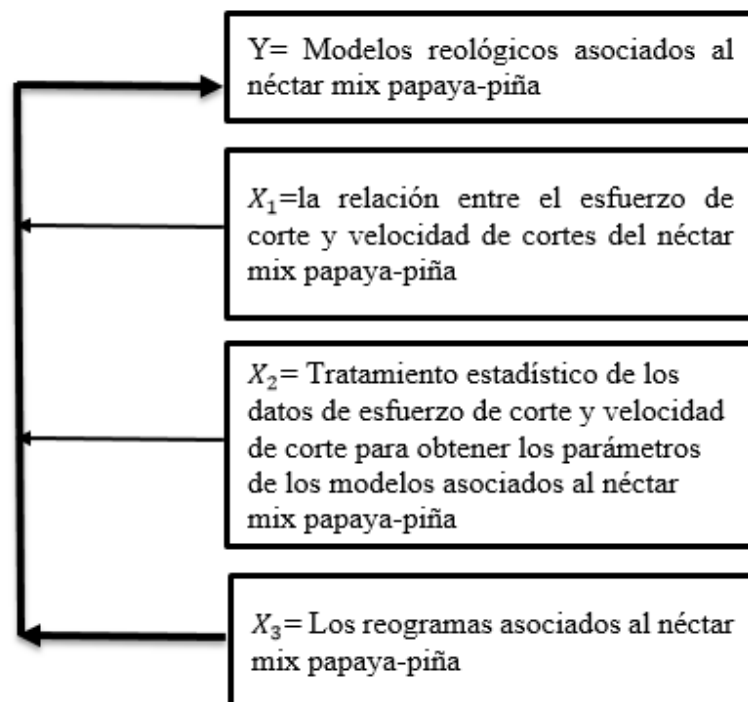 Y= Modelos reológicos asociados al
néctar mix papaya-piña
X₁=la relación entre el esfuerzo de
corte y velocidad de cortes del néctar
mix papaya-piña
X₂= Tratamiento estadístico de los
datos de esfuerzo de corte y velocidad
de corte para obtener los parámetros
de los modelos asociados al néctar
mix papaya-piña
X₃= Los reogramas asociados al néctar
mix papaya-piña